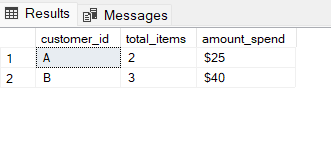 Results Messages
customer_id total_items amount_spend
1 A 2 $25
2 B 3 $40